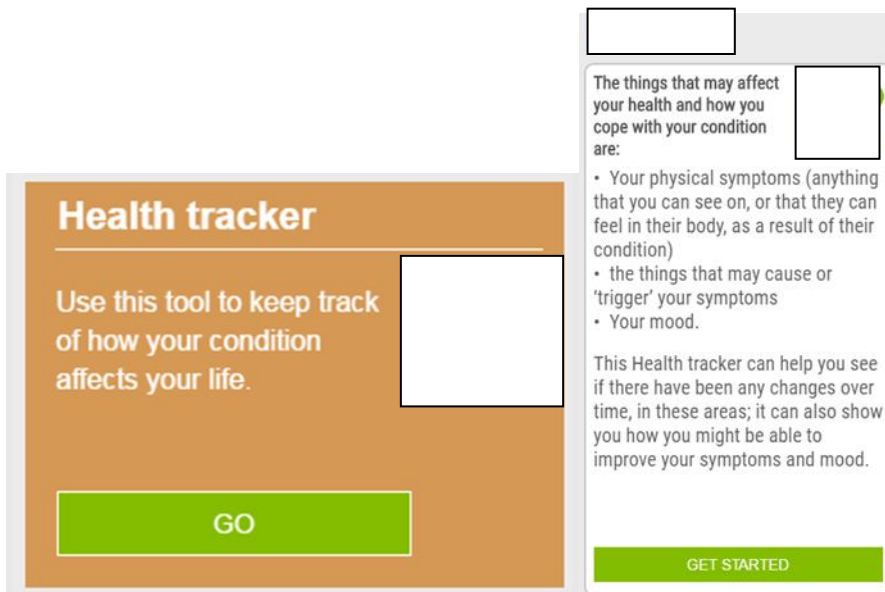 Health tracker
Use this tool to keep track
of how your condition
affects your life.
GO
The things that may affect
your health and how you
cope with your condition
are:
• Your physical symptoms (anything
that you can see on, or that they can
feel in their body, as a result of their
condition)
• the things that may cause or
‘trigger’ your symptoms
• Your mood.
This Health tracker can help you see
if there have been any changes over
time, in these areas; it can also show
you how you might be able to
improve your symptoms and mood.
GET STARTED